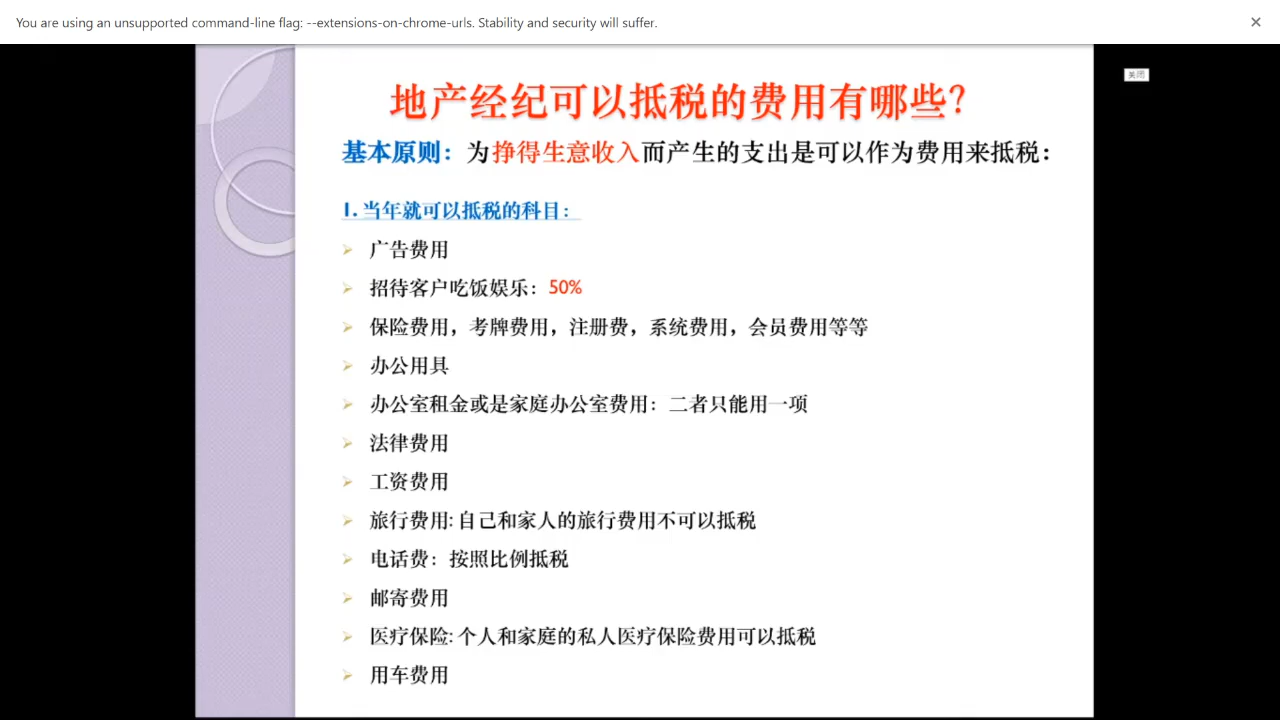 You are using an unsupported command-line flag: --extensions-on-chrome-urls. Stability and security will suffer.
关闭
地产经纪可以抵税的费用有哪些？
基本原则：为挣得生意收入而产生的支出是可以作为费用来抵税：
1. 当年就可以抵税的科目：
广告费用
招待客户吃饭娱乐：50%
保险费用，考牌费用，注册费，系统费用，会员费用等等
办公用具
办公室租金或是家庭办公室费用：二者只能用一项
法律费用
工资费用
旅行费用: 自己和家人的旅行费用不可以抵税
电话费：按照比例抵税
邮寄费用
医疗保险: 个人和家庭的私人医疗保险费用可以抵税
用车费用